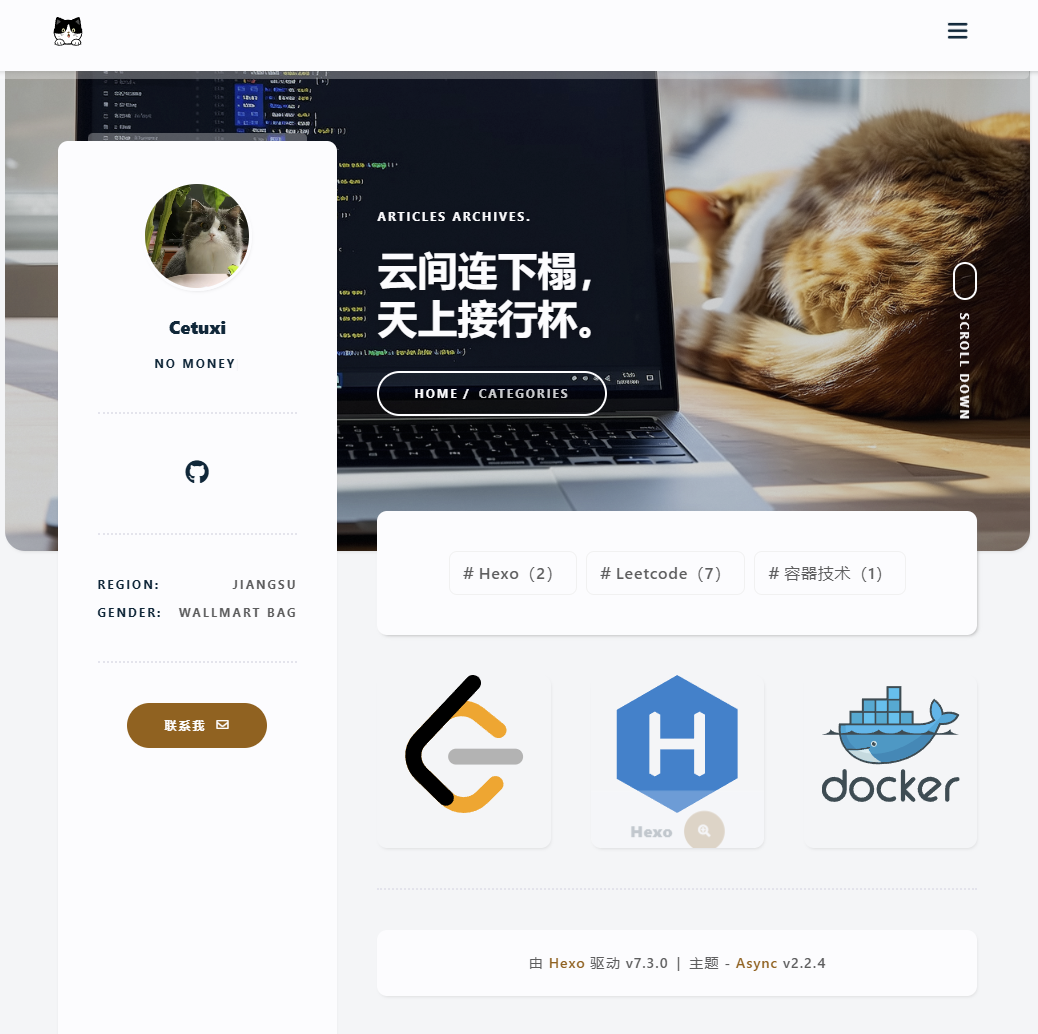 ARTICLES ARCHIVES.
云间连下榻，
天上接行杯。
HOME / CATEGORIES
SCROLL DOWN
Cetuxi
NO MONEY
REGION: JIANGSU
GENDER: WALLMART BAG
联系我
# Hexo（2）
# Leetcode（7）
# 容器技术（1）
Hexo
docker
由 Hexo 驱动 v7.3.0 | 主题 - Async v2.2.4